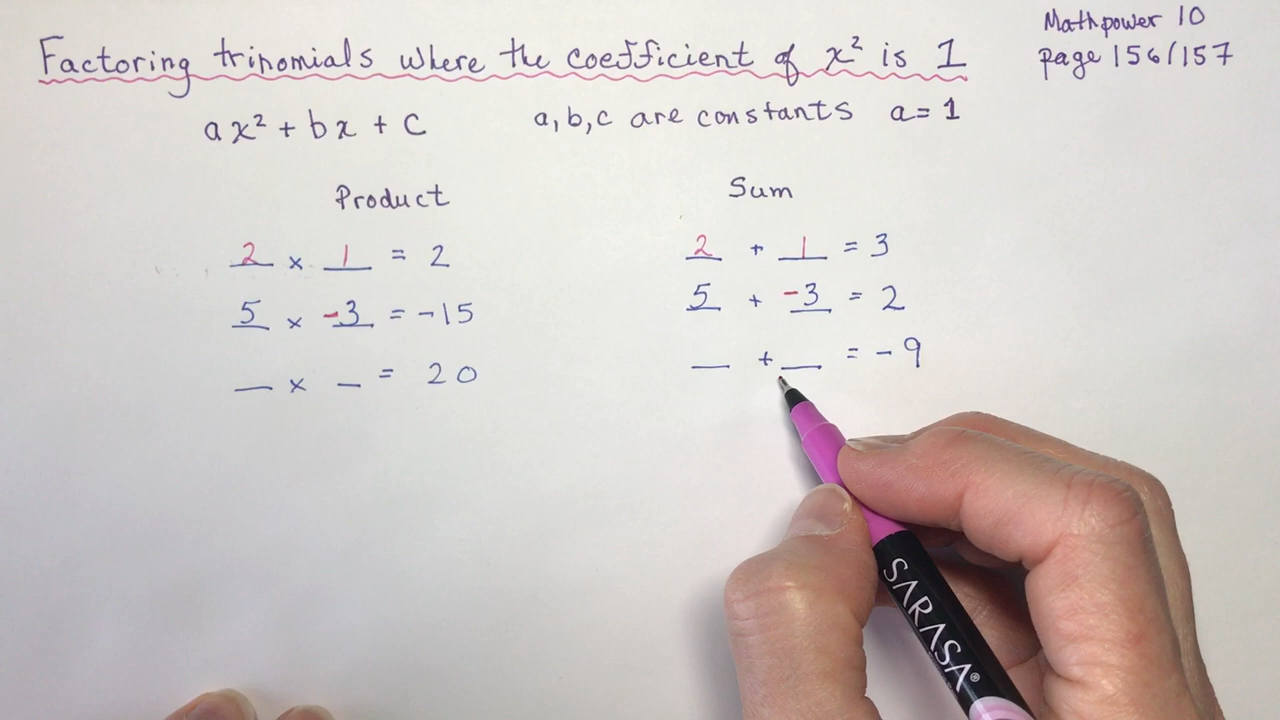 Mathpower 10
page 156/157
Factoring trinomials where the coefficient of x² is 1
ax² + bx + c a, b, c are constants a = 1
Product Sum
2 × 1 = 2 2 + 1 = 3
5 × -3 = -15 5 + -3 = 2
__ × __ = 20 __ + __ = -9
SARASA®